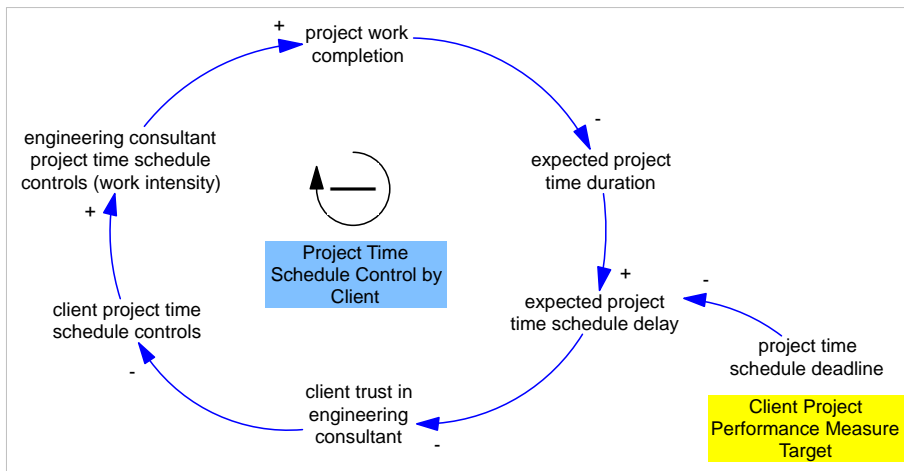 +
project work
completion
-
expected project
time duration
+
expected project
time schedule delay
-
project time
schedule deadline
Client Project
Performance Measure
Target
-
client trust in
engineering
consultant
-
client project time
schedule controls
+
engineering consultant
project time schedule
controls (work intensity)
Project Time
Schedule Control by
Client